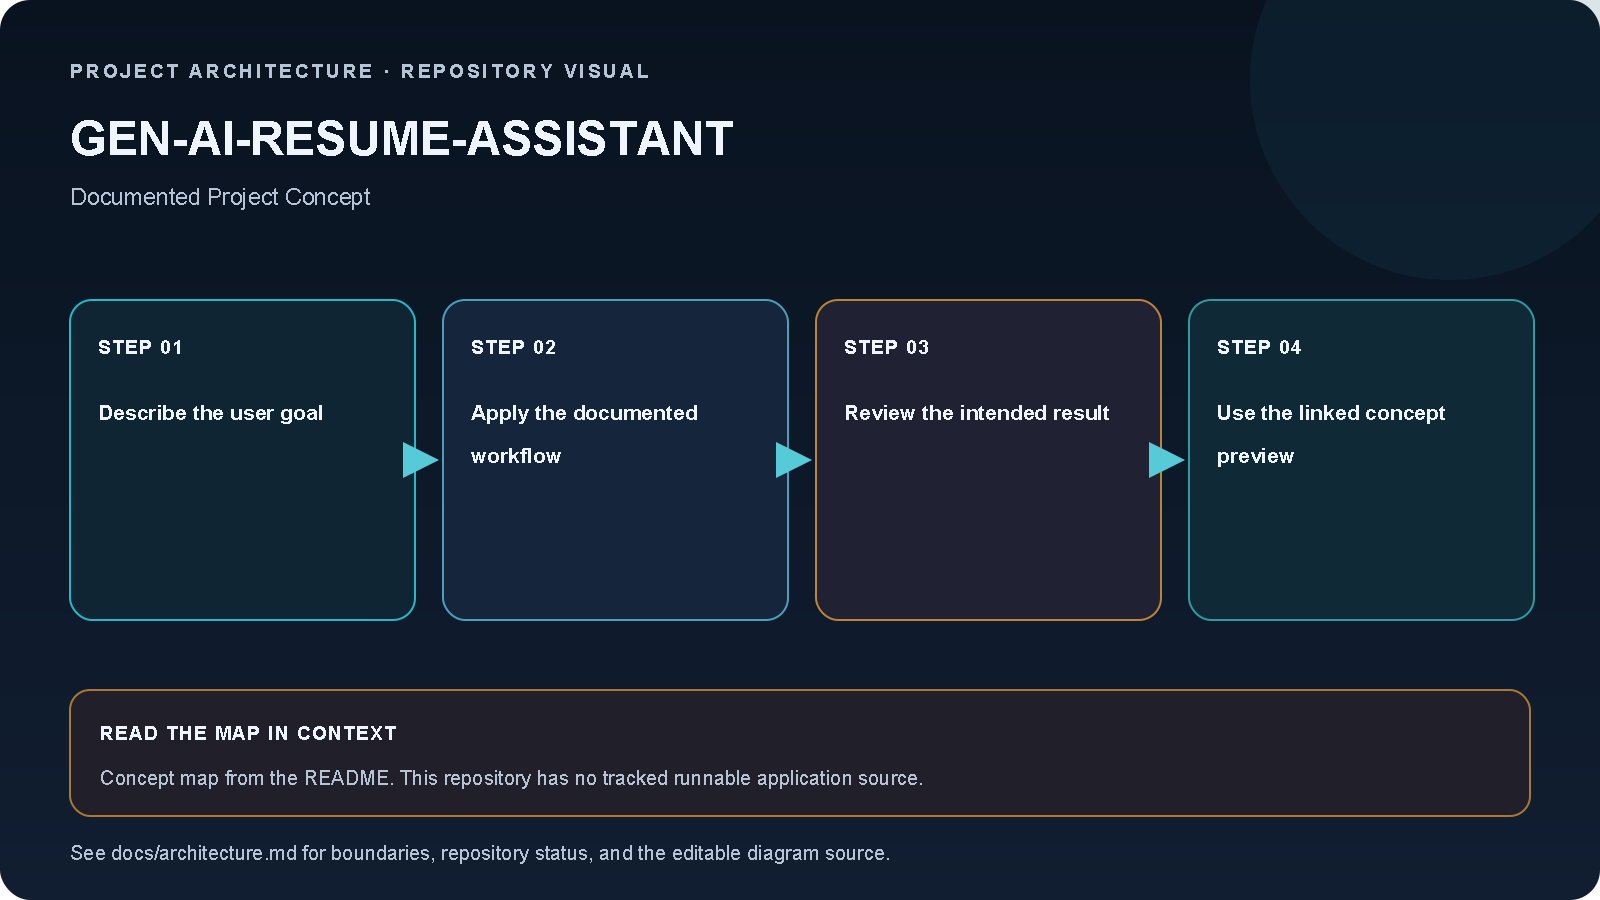 PROJECT ARCHITECTURE · REPOSITORY VISUAL
GEN-AI-RESUME-ASSISTANT
Documented Project Concept
STEP 01
Describe the user goal
STEP 02
Apply the documented
workflow
STEP 03
Review the intended result
STEP 04
Use the linked concept
preview
READ THE MAP IN CONTEXT
Concept map from the README. This repository has no tracked runnable application source.
See docs/architecture.md for boundaries, repository status, and the editable diagram source.